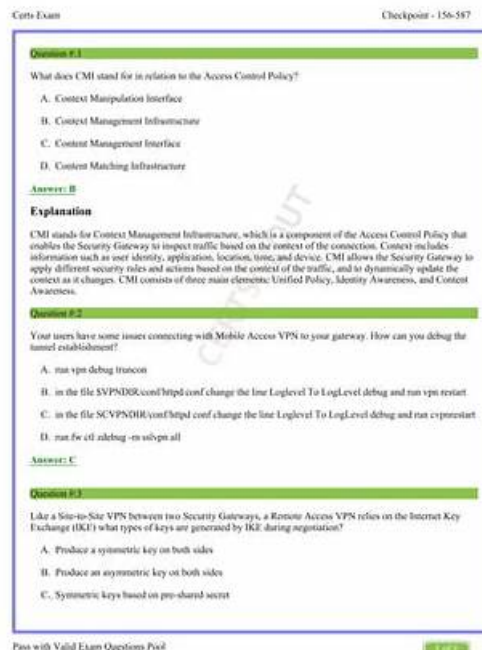 Certs Exam
Checkpoint - 156-587
Question #:1
What does CMI stand for in relation to the Access Control Policy?
A. Context Manipulation Interface
B. Context Management Infrastructure
C. Content Management Interface
D. Content Matching Infrastructure
Answer: B
Explanation
CMI stands for Context Management Infrastructure, which is a component of the Access Control Policy that
enables the Security Gateway to inspect traffic based on the context of the connection. Context includes
information such as user identity, application, location, time, and device. CMI allows the Security Gateway to
apply different security rules and actions based on the context of the traffic, and to dynamically update the
context as it changes. CMI consists of three main elements: Unified Policy, Identity Awareness, and Content
Awareness.
Question #:2
Your users have some issues connecting with Mobile Access VPN to your gateway. How can you debug the
tunnel establishment?
A. run vpn debug truncon
B. in the file $VPNDIR/conf/httpd.conf change the line Loglevel To LogLevel debug and run vpn restart
C. in the file SCVPNDIR/conf/httpd.conf change the line Loglevel To LogLevel debug and run cvpnrestart
D. run fw ctl zdebug -m sslvpn all
Answer: C
Question #:3
Like a Site-to-Site VPN between two Security Gateways, a Remote Access VPN relies on the Internet Key
Exchange (IKE) what types of keys are generated by IKE during negotiation?
A. Produce a symmetric key on both sides
B. Produce an asymmetric key on both sides
C. Symmetric keys based on pre-shared secret
Pass with Valid Exam Questions Pool